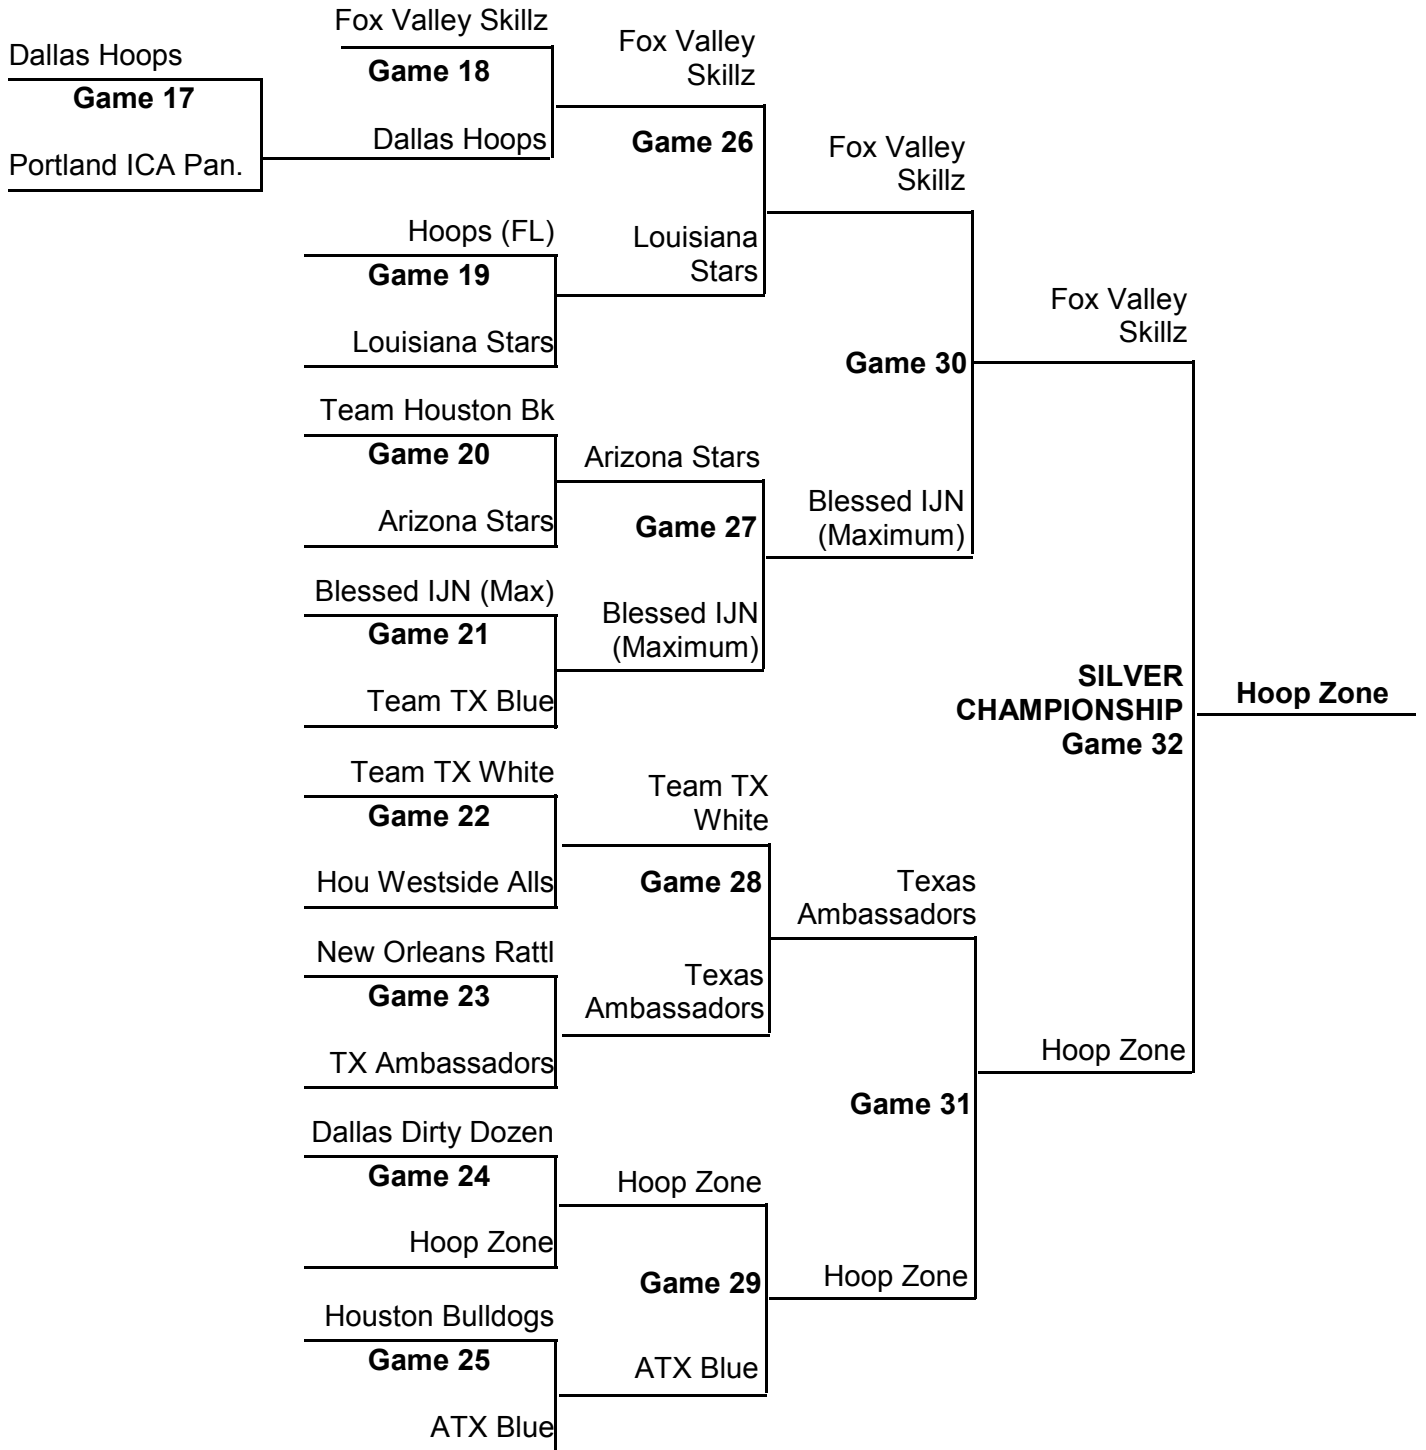 Dallas Hoops
Game 17
Portland ICA Pan.
Fox Valley Skillz
Game 18
Dallas Hoops
Hoops (FL)
Game 19
Louisiana Stars
Team Houston Bk
Game 20
Arizona Stars
Blessed IJN (Max)
Game 21
Team TX Blue
Team TX White
Game 22
Hou Westside Alls
New Orleans Rattl
Game 23
TX Ambassadors
Dallas Dirty Dozen
Game 24
Hoop Zone
Houston Bulldogs
Game 25
ATX Blue
Fox Valley
Skillz
Game 26
Louisiana
Stars
Arizona Stars
Game 27
Blessed IJN
(Maximum)
Team TX
White
Game 28
Texas
Ambassadors
Hoop Zone
Game 29
ATX Blue
Fox Valley
Skillz
Game 30
Blessed IJN
(Maximum)
Texas
Ambassadors
Game 31
Hoop Zone
Fox Valley
Skillz
SILVER
CHAMPIONSHIP
Game 32
Hoop Zone
Hoop Zone